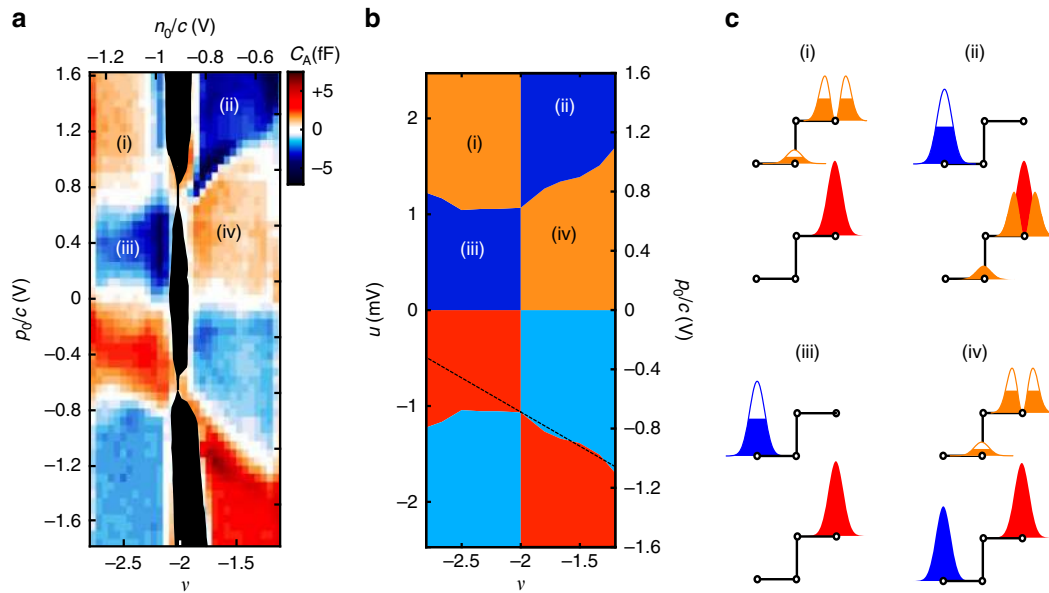 a
n₀/c (V)
−1.2 −1 −0.8 −0.6
C_A (fF)
+5
0
−5
1.6
1.2
0.8
0.4
0
−0.4
−0.8
−1.2
−1.6
p₀/c (V)
(i)
(ii)
(iii)
(iv)
−2.5 −2 −1.5
ν
b
2
1
0
−1
−2
u (mV)
(i)
(ii)
(iii)
(iv)
1.6
1.2
0.8
0.4
0
−0.4
−0.8
−1.2
−1.6
p₀/c (V)
−2.5 −2 −1.5
ν
c
(i)
(ii)
(iii)
(iv)